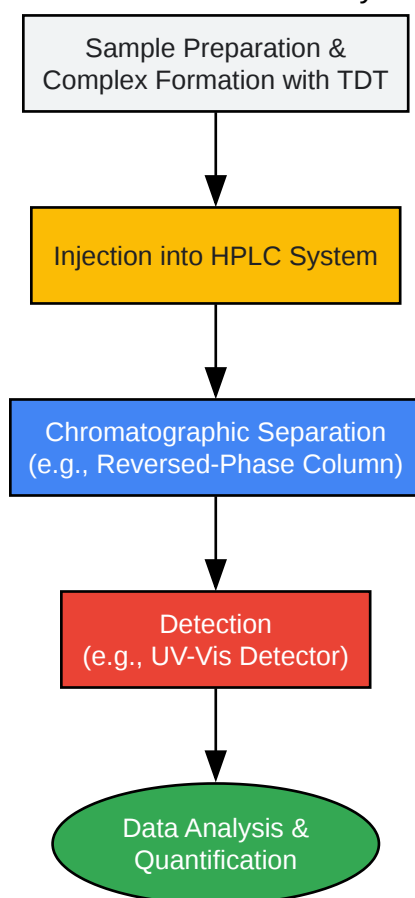 Sample Preparation &
Complex Formation with TDT
Injection into HPLC System
Chromatographic Separation
(e.g., Reversed-Phase Column)
Detection
(e.g., UV-Vis Detector)
Data Analysis &
Quantification